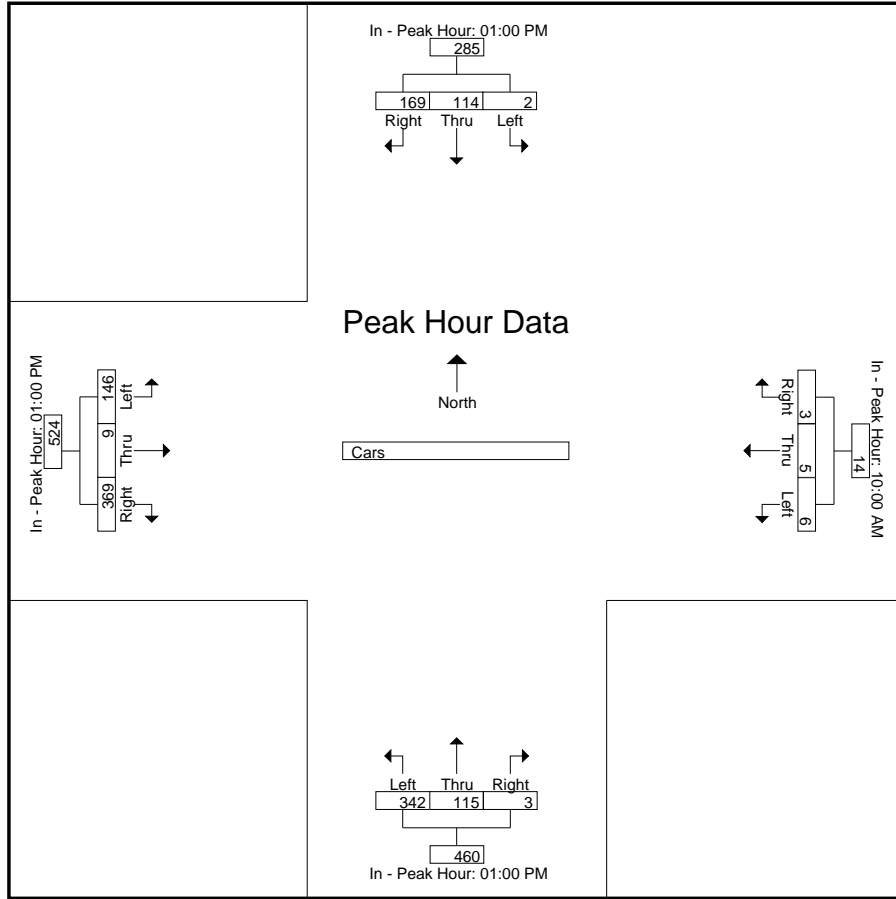 In - Peak Hour: 01:00 PM
285
169 114 2
Right Thru Left
Peak Hour Data
North
Cars
In - Peak Hour: 01:00 PM
524
146 9 369
Left Thru Right
In - Peak Hour: 10:00 AM
14
3 5 6
Right Thru Left
Left Thru Right
342 115 3
460
In - Peak Hour: 01:00 PM